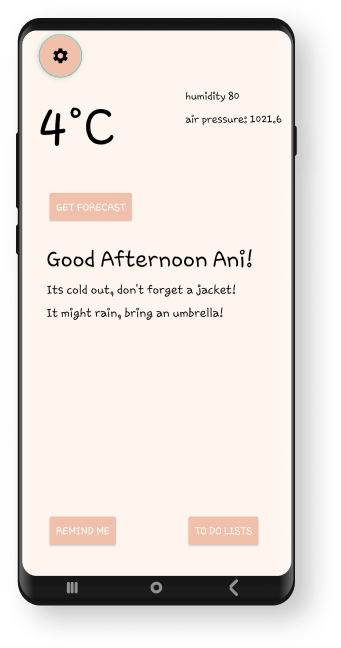 humidity 80
4°C
air pressure: 1021.6
GET FORECAST
Good Afternoon Ani!
Its cold out, don't forget a jacket!
It might rain, bring an umbrella!
REMIND ME
TO DO LISTS